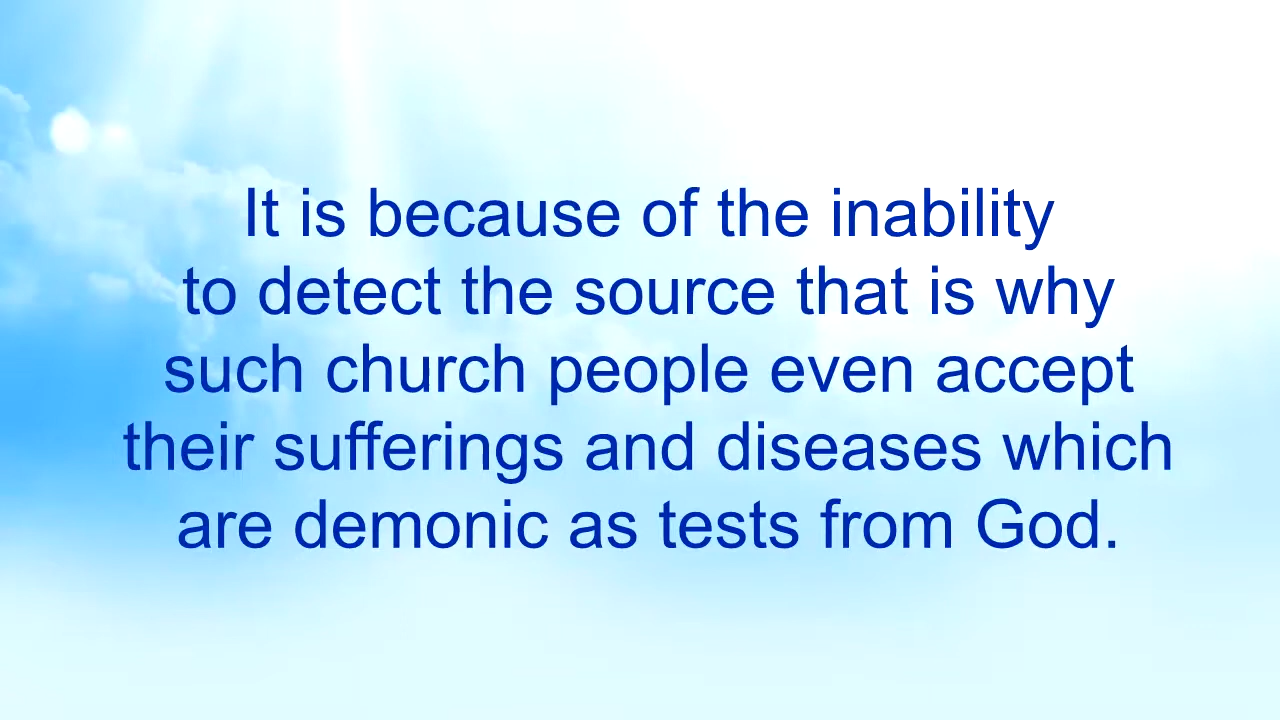 It is because of the inability
to detect the source that is why
such church people even accept
their sufferings and diseases which
are demonic as tests from God.